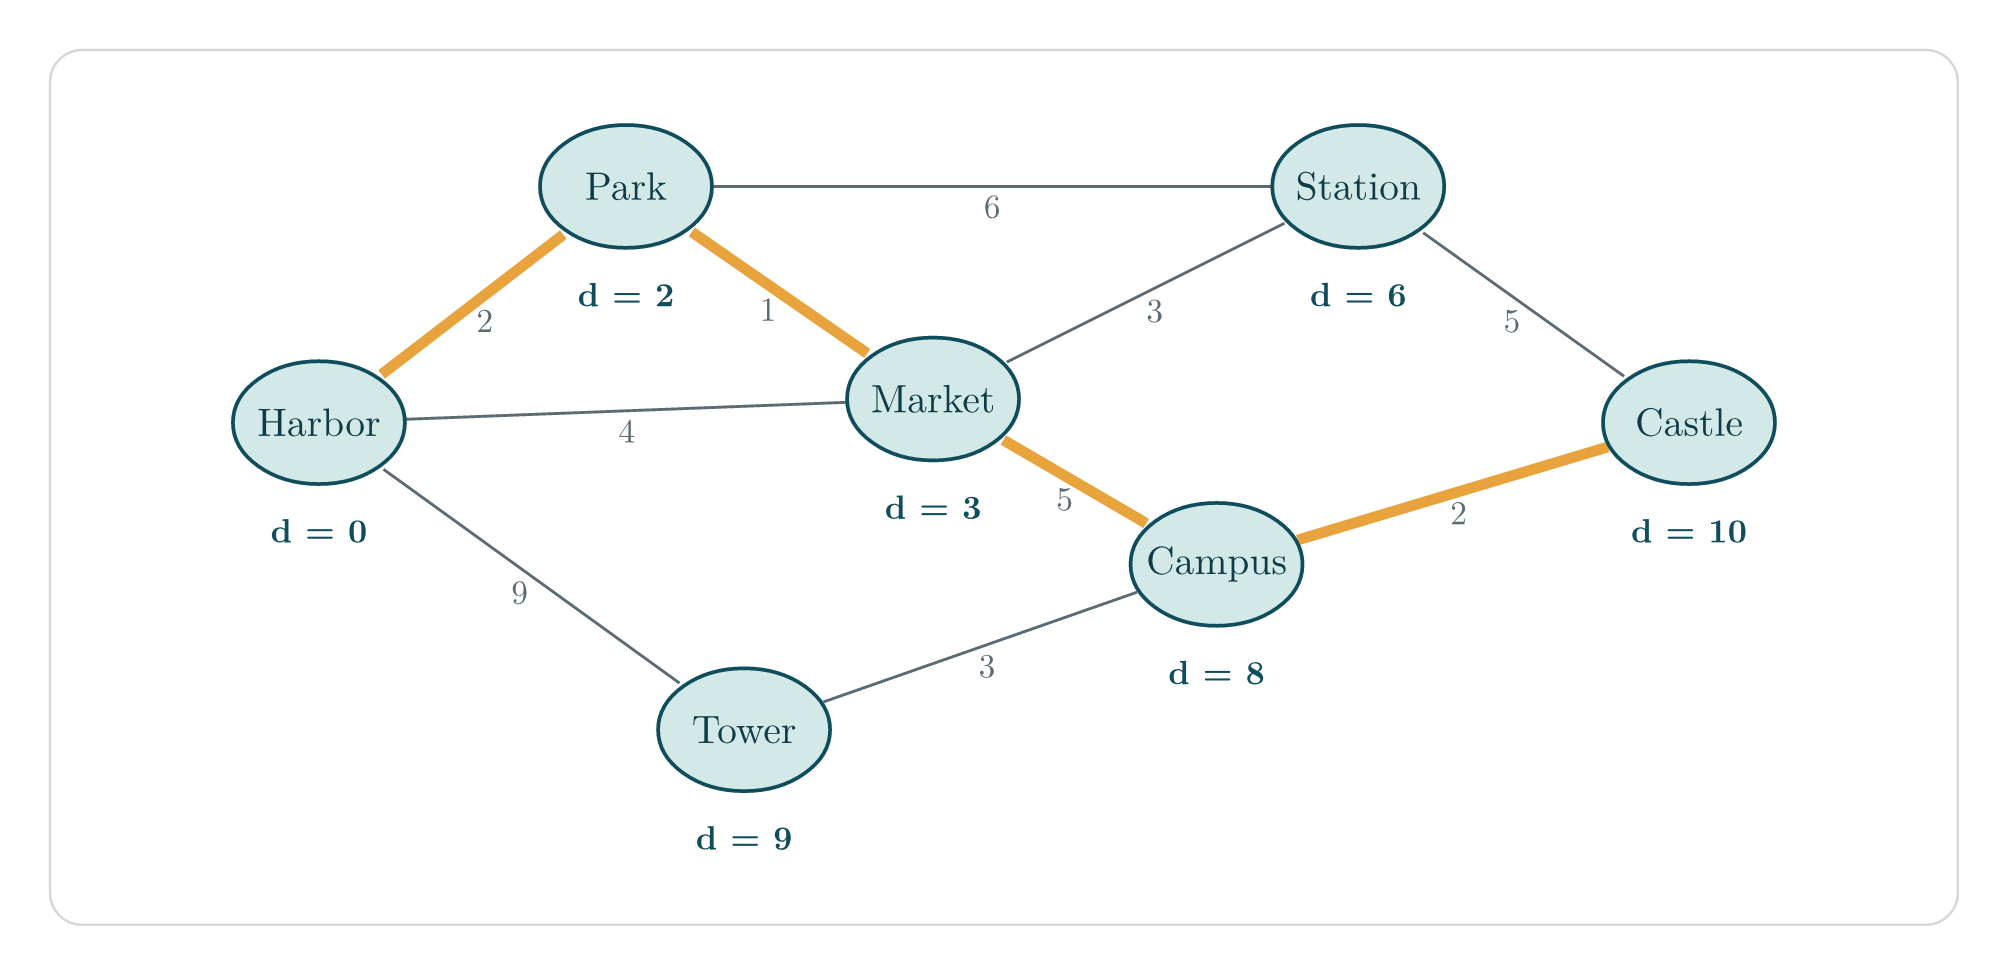 Park
Station
6
d = 2
d = 6
2
1
3
5
Market
Harbor
Castle
4
d = 3
5
2
d = 0
d = 10
Campus
9
3
d = 8
Tower
d = 9